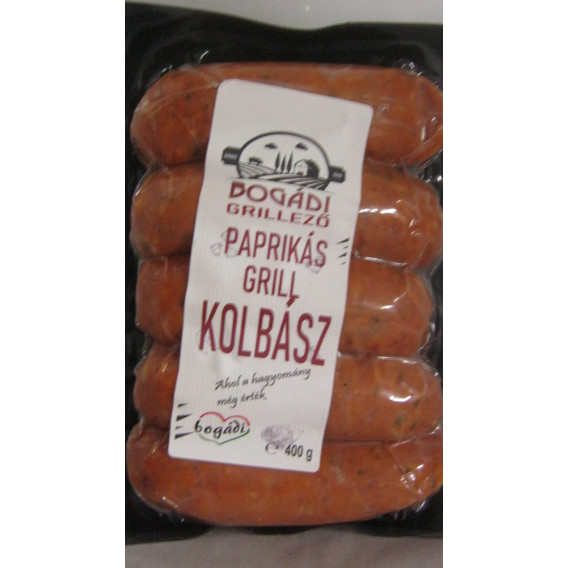 BOGÁDI
GRILLEZŐ
PAPRIKÁS
GRILL
KOLBÁSZ
Ahol a hagyomány
még érték
bogádi
℮ 400 g